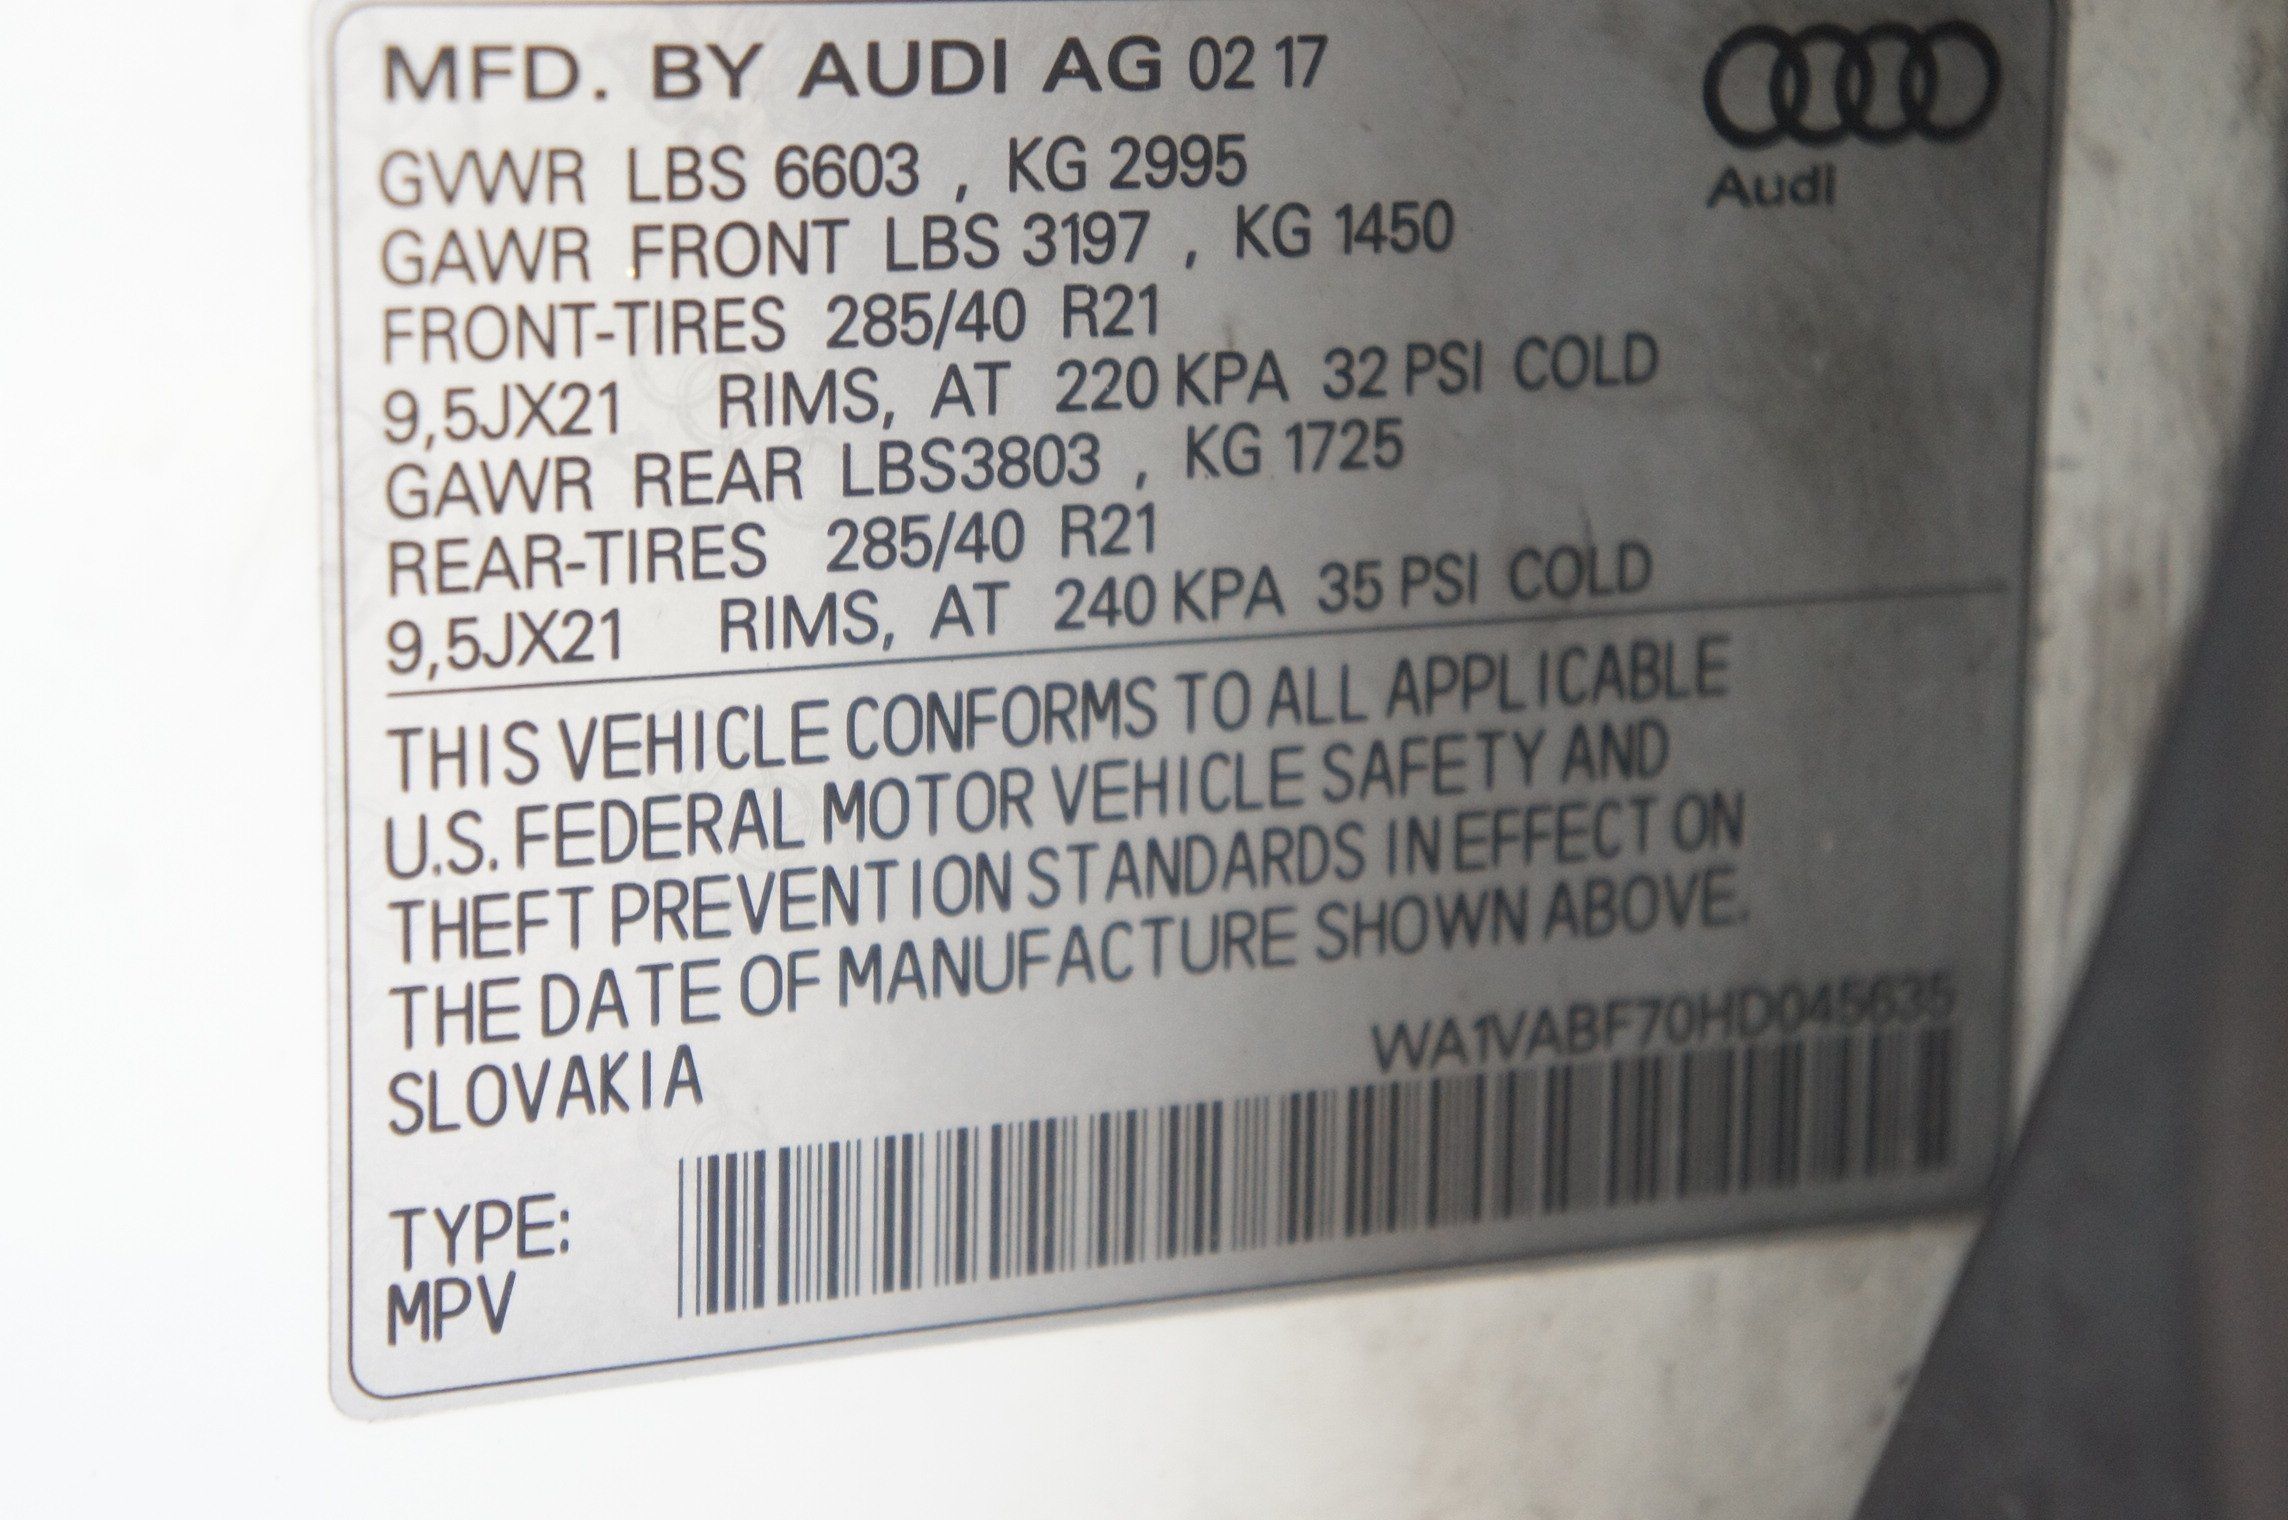 MFD. BY AUDI AG 02 17
Audi
GVWR LBS 6603 , KG 2995
GAWR FRONT LBS 3197 , KG 1450
FRONT-TIRES 285/40 R21
9,5JX21 RIMS, AT 220 KPA 32 PSI COLD
GAWR REAR LBS3803 , KG 1725
REAR-TIRES 285/40 R21
9,5JX21 RIMS, AT 240 KPA 35 PSI COLD
THIS VEHICLE CONFORMS TO ALL APPLICABLE
U.S. FEDERAL MOTOR VEHICLE SAFETY AND
THEFT PREVENTION STANDARDS IN EFFECT ON
THE DATE OF MANUFACTURE SHOWN ABOVE.
SLOVAKIA
WA1VABF70HD045635
TYPE:
MPV